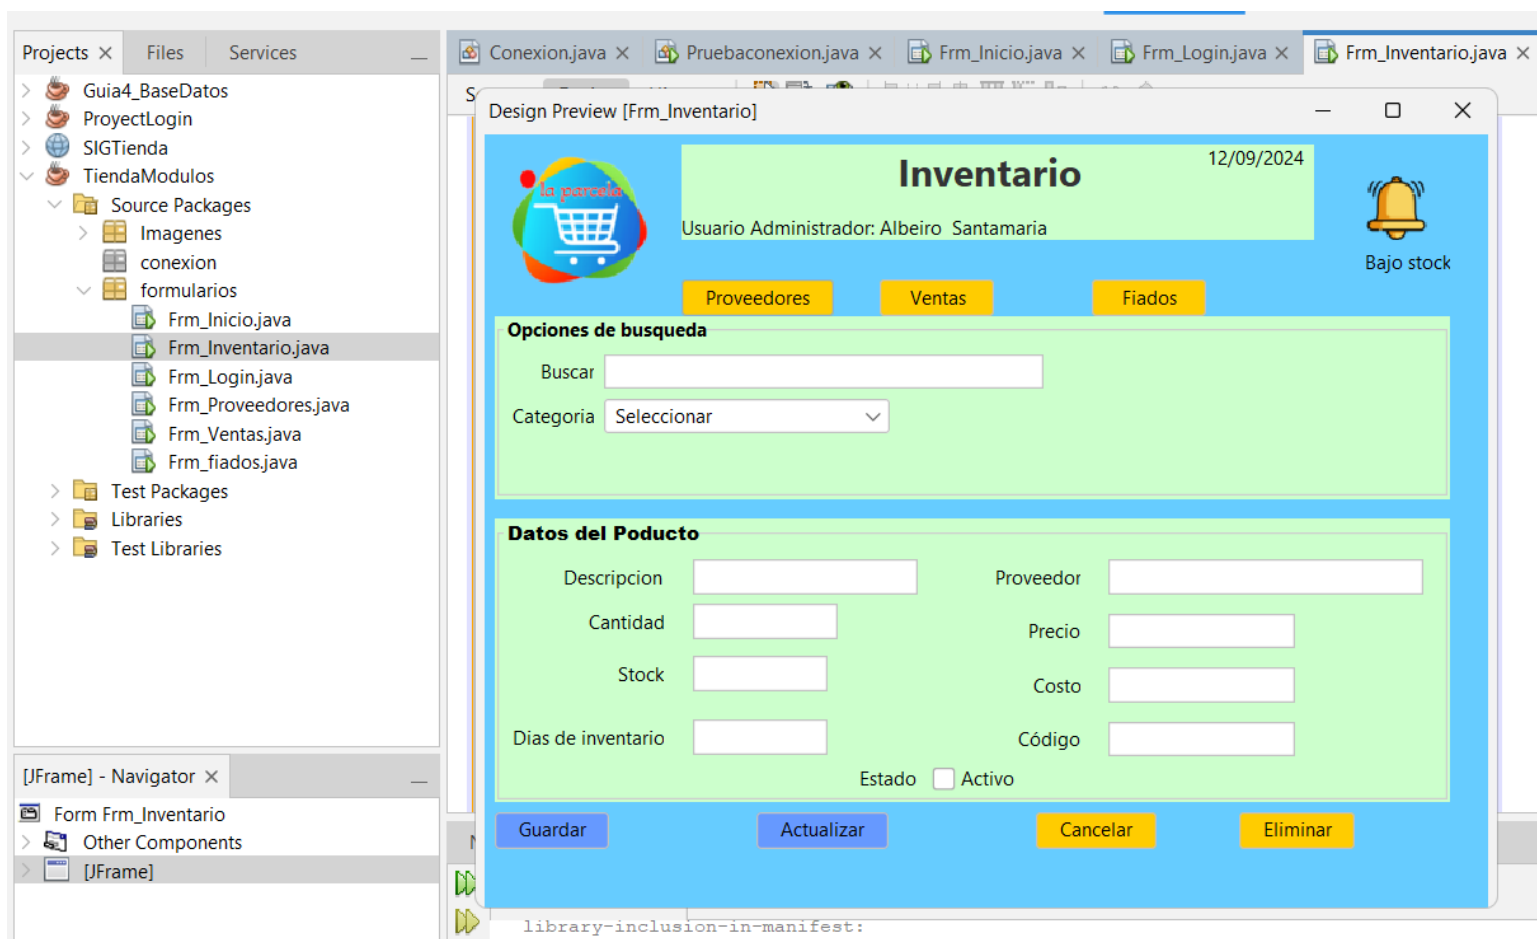 Projects
Files
Services
Guia4_BaseDatos
ProyectLogin
SIGTienda
TiendaModulos
Source Packages
Imagenes
conexion
formularios
Frm_Inicio.java
Frm_Inventario.java
Frm_Login.java
Frm_Proveedores.java
Frm_Ventas.java
Frm_fiados.java
Test Packages
Libraries
Test Libraries
[JFrame] - Navigator
Form Frm_Inventario
Other Components
[JFrame]
Conexion.java
Pruebaconexion.java
Frm_Inicio.java
Frm_Login.java
Frm_Inventario.java
Design Preview [Frm_Inventario]
la parcela
Inventario
12/09/2024
Usuario Administrador: Albeiro Santamaria
Bajo stock
Proveedores
Ventas
Fiados
Opciones de busqueda
Buscar
Categoria
Seleccionar
Datos del Poducto
Descripcion
Proveedor
Cantidad
Precio
Stock
Costo
Dias de inventario
Código
Estado
Activo
Guardar
Actualizar
Cancelar
Eliminar
library-inclusion-in-manifest: